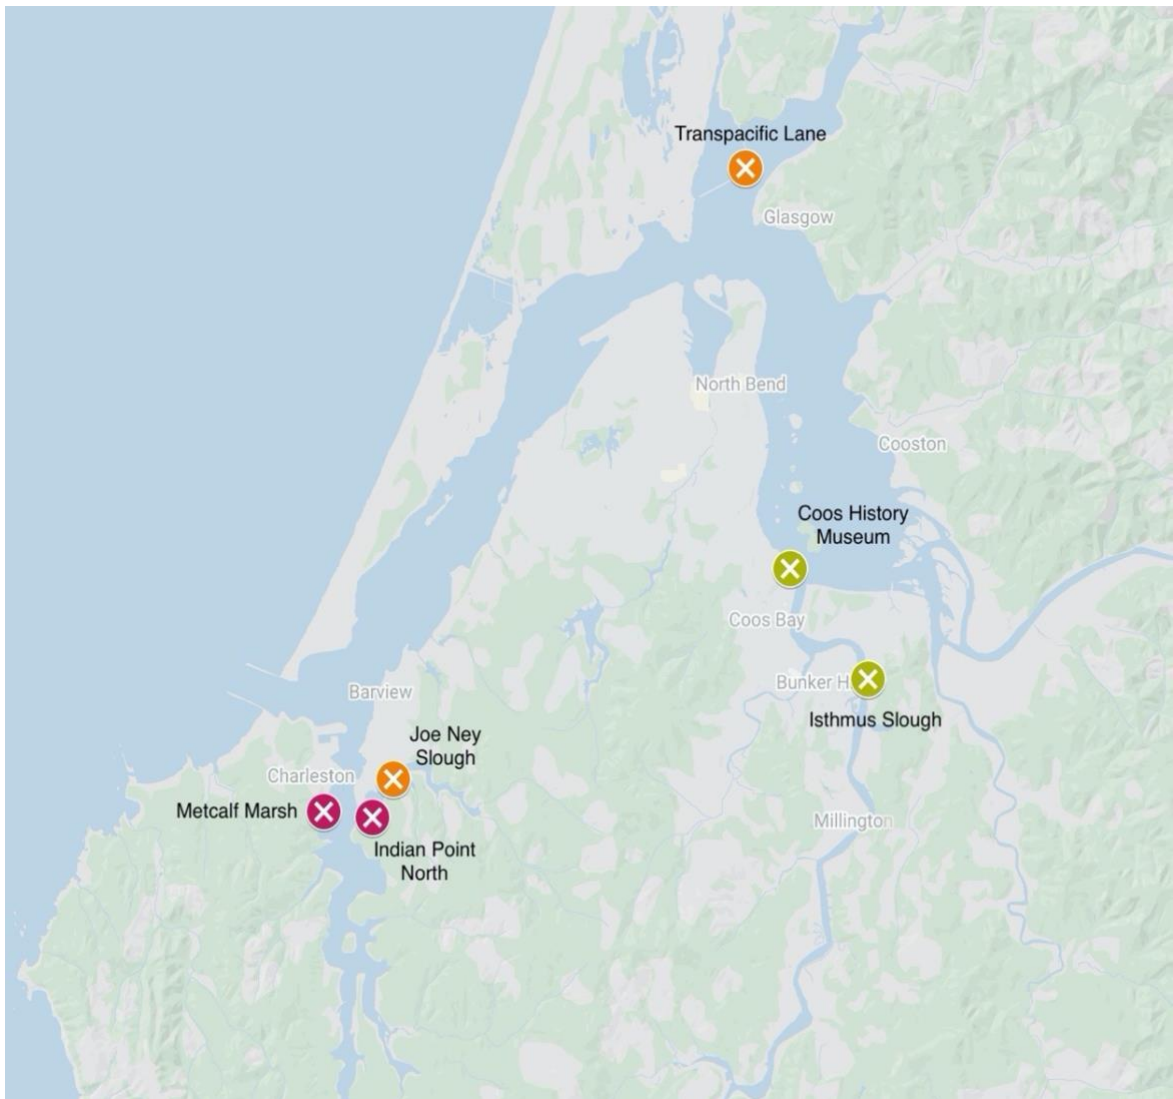 Transpacific Lane
Glasgow
North Bend
Cooston
Coos History
Museum
Coos Bay
Bunker H
Isthmus Slough
Barview
Joe Ney
Slough
Charleston
Metcalf Marsh
Indian Point
North
Millington